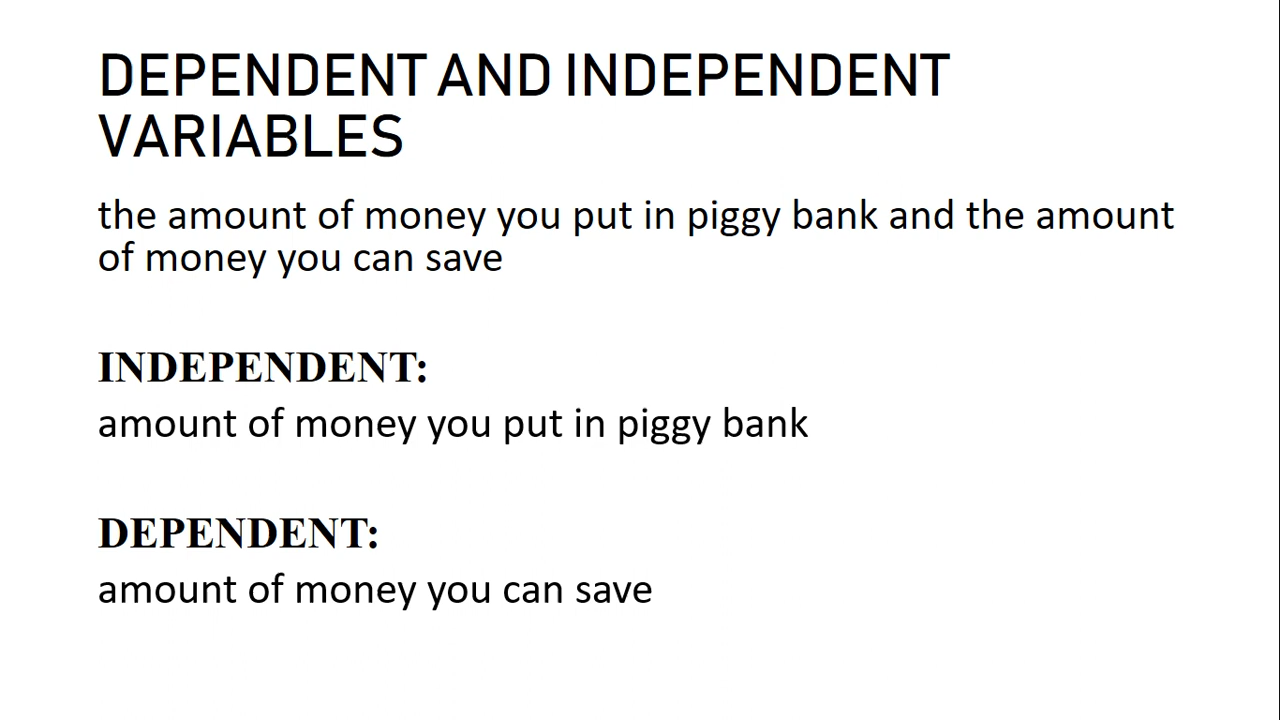 DEPENDENT AND INDEPENDENT
VARIABLES
the amount of money you put in piggy bank and the amount
of money you can save
INDEPENDENT:
amount of money you put in piggy bank
DEPENDENT:
amount of money you can save